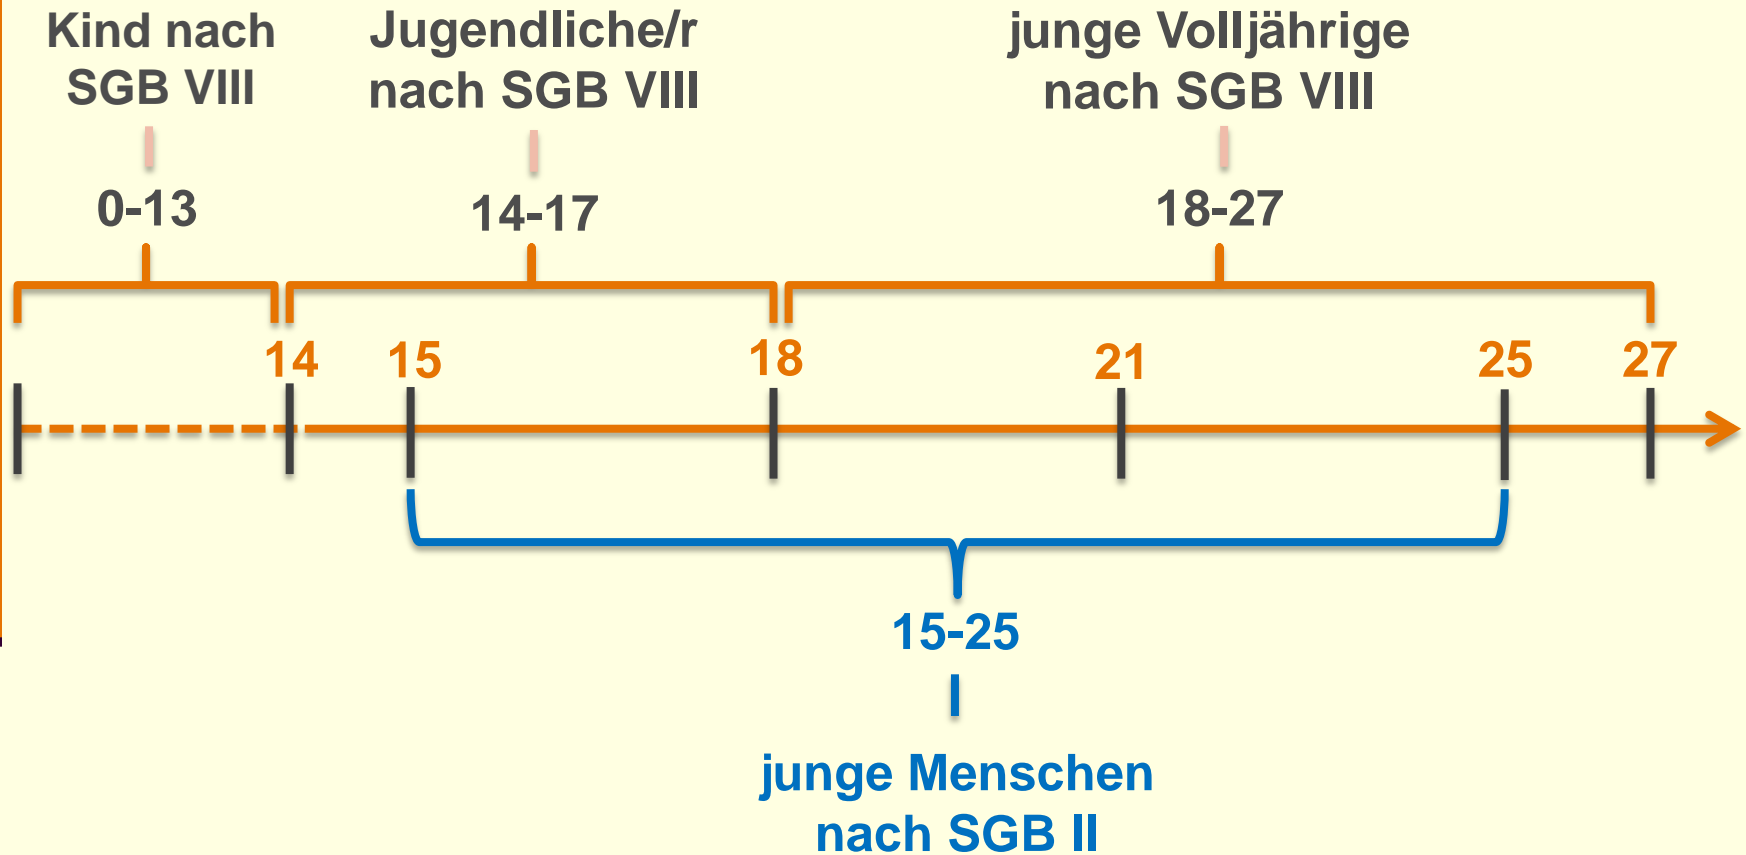 Kind nach
SGB VIII
Jugendliche/r
nach SGB VIII
junge Volljährige
nach SGB VIII
0-13
14-17
18-27
14
15
18
21
25
27
15-25
junge Menschen
nach SGB II